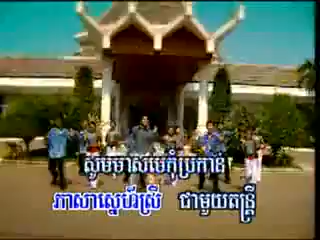 សូមមាសមេកុំប្រកាន់
ភាសាស្នេហ៍ស្រី ជាមួយតន្ត្រី